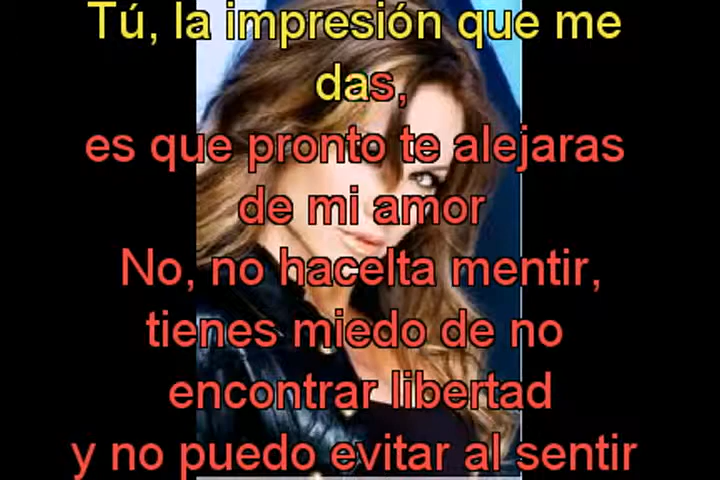 Tú, la impresión que me
das,
es que pronto te alejaras
de mi amor
No, no hacelta mentir,
tienes miedo de no
encontrar libertad
y no puedo evitar al sentir